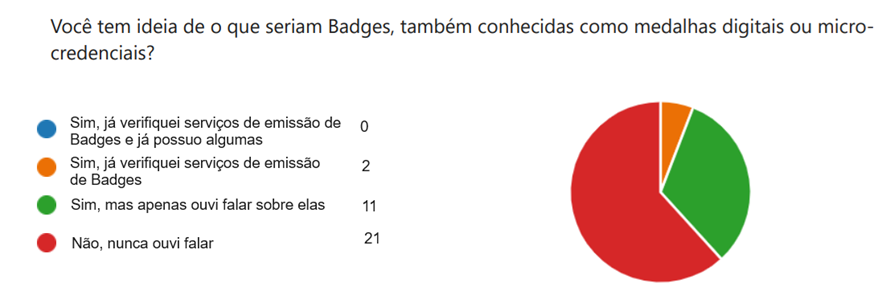 Você tem ideia de o que seriam Badges, também conhecidas como medalhas digitais ou micro-
credenciais?
Sim, já verifiquei serviços de emissão de 0
Badges e já possuo algumas
Sim, já verifiquei serviços de emissão 2
de Badges
Sim, mas apenas ouvi falar sobre elas 11
Não, nunca ouvi falar 21